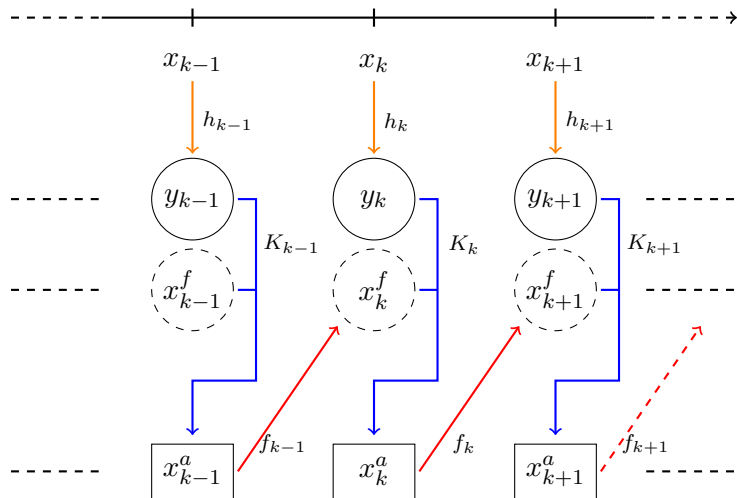 x_{k-1} x_k x_{k+1}
h_{k-1} h_k h_{k+1}
y_{k-1} y_k y_{k+1}
K_{k-1} K_k K_{k+1}
x^f_{k-1} x^f_k x^f_{k+1}
f_{k-1} f_k f_{k+1}
x^a_{k-1} x^a_k x^a_{k+1}